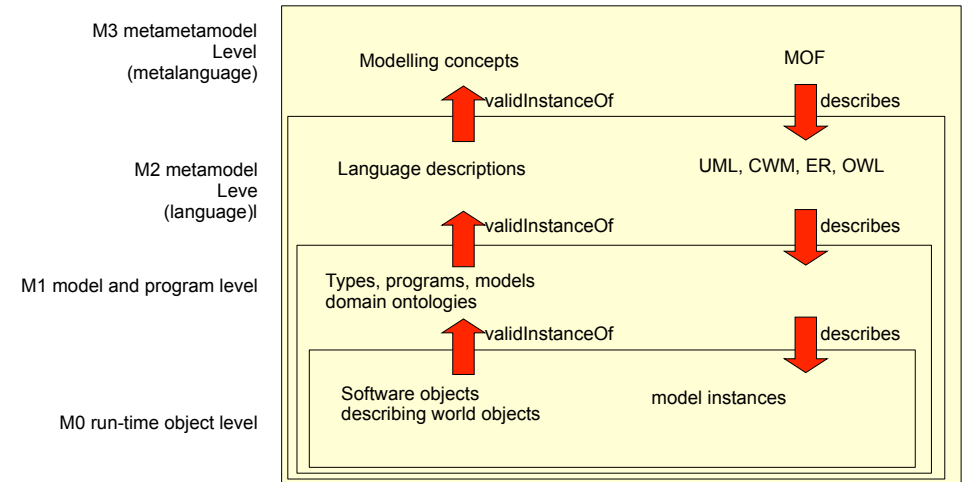 M3 metametamodel
Level
(metalanguage)
Modelling concepts
MOF
validInstanceOf
describes
M2 metamodel
Leve
(language)l
Language descriptions
UML, CWM, ER, OWL
validInstanceOf
describes
M1 model and program level
Types, programs, models
domain ontologies
validInstanceOf
describes
M0 run-time object level
Software objects
describing world objects
model instances